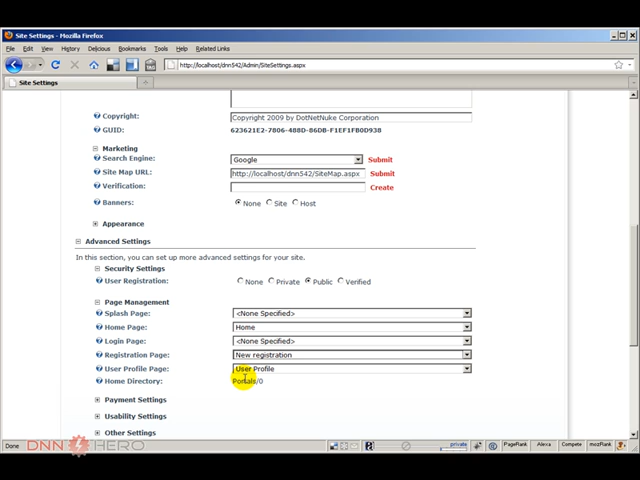 Site Settings - Mozilla Firefox
File Edit View History Delicious Bookmarks Tools Help Related Links
http://localhost/dnn542/Admin/SiteSettings.aspx
Site Settings
Copyright: Copyright 2009 by DotNetNuke Corporation
GUID: 623621E2-7806-488D-86DB-F1EF1FB0D938
Marketing
Search Engine: Google Submit
Site Map URL: http://localhost/dnn542/SiteMap.aspx Submit
Verification: Create
Banners: None Site Host
Appearance
Advanced Settings
In this section, you can set up more advanced settings for your site.
Security Settings
User Registration: None Private Public Verified
Page Management
Splash Page: <None Specified>
Home Page: Home
Login Page: <None Specified>
Registration Page: New registration
User Profile Page: User Profile
Home Directory: Portals/0
Payment Settings
Usability Settings
Other Settings
DNN HERO
Done private PageRank Alexa Compete mozRank